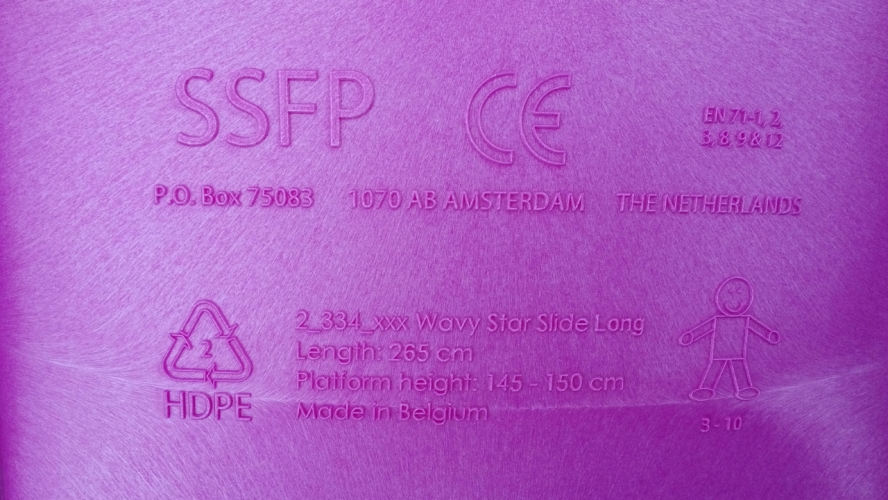 SSFP CE EN 71-1, 2,
3, 8, 9 & 12
P.O. Box 75083 1070 AB AMSTERDAM THE NETHERLANDS
2
HDPE
2_334_xxx Wavy Star Slide Long
Length: 265 cm
Platform height: 145 - 150 cm
Made in Belgium
3 - 10